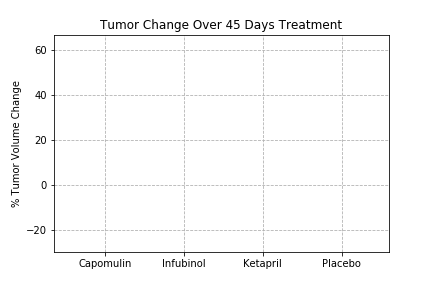 Tumor Change Over 45 Days Treatment
% Tumor Volume Change
60
40
20
0
−20
Capomulin Infubinol Ketapril Placebo